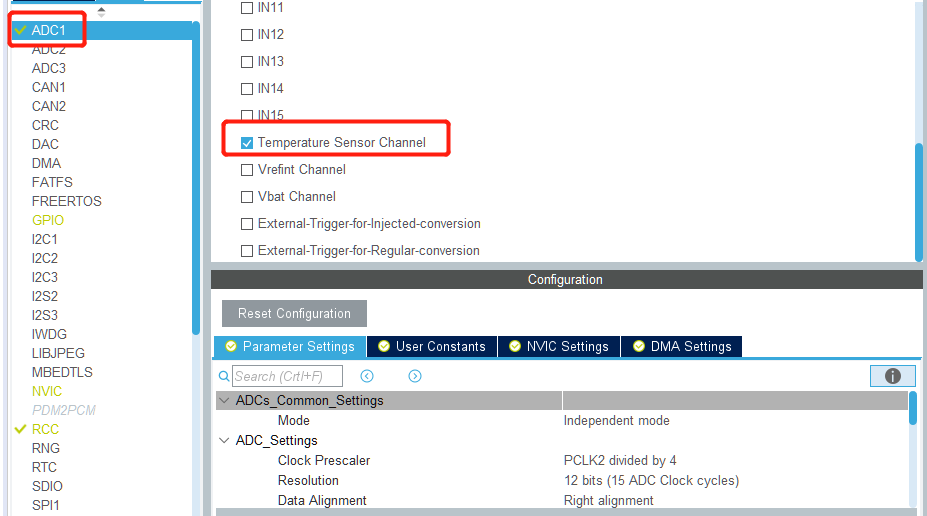 ADC1
ADC2
ADC3
CAN1
CAN2
CRC
DAC
DMA
FATFS
FREERTOS
GPIO
I2C1
I2C2
I2C3
I2S2
I2S3
IWDG
LIBJPEG
MBEDTLS
NVIC
PDM2PCM
RCC
RNG
RTC
SDIO
SPI1
IN11
IN12
IN13
IN14
IN15
Temperature Sensor Channel
Vrefint Channel
Vbat Channel
External-Trigger-for-Injected-conversion
External-Trigger-for-Regular-conversion
Configuration
Reset Configuration
Parameter Settings User Constants NVIC Settings DMA Settings
Search (Crtl+F)
ADCs_Common_Settings
Mode Independent mode
ADC_Settings
Clock Prescaler PCLK2 divided by 4
Resolution 12 bits (15 ADC Clock cycles)
Data Alignment Right alignment